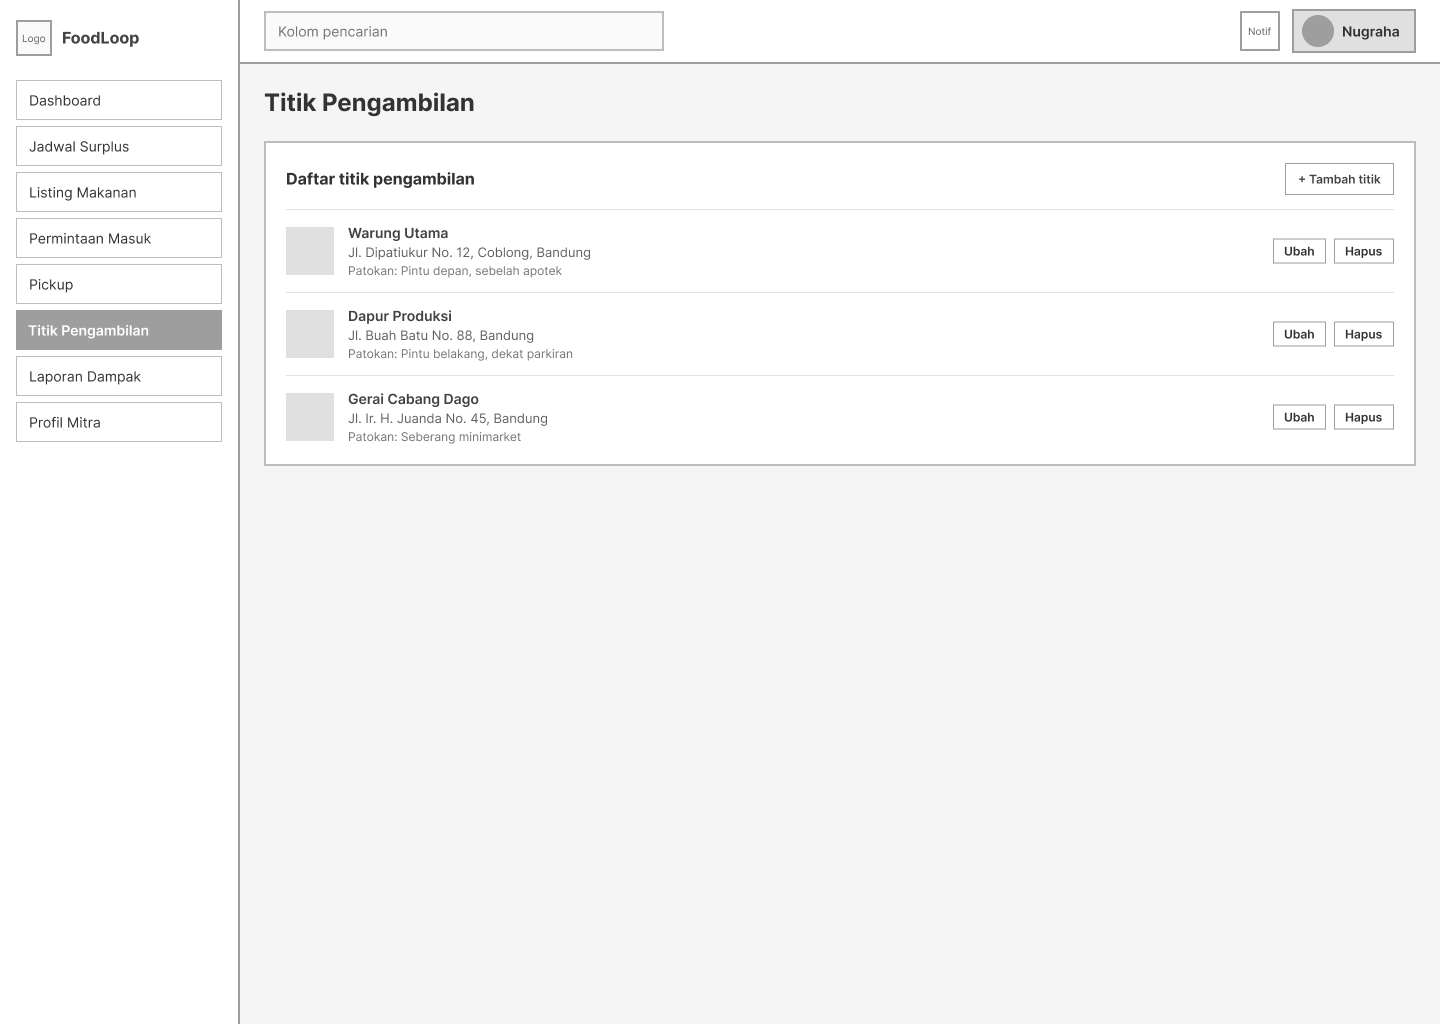 Logo
FoodLoop
Kolom pencarian
Notif
Nugraha
Dashboard
Jadwal Surplus
Listing Makanan
Permintaan Masuk
Pickup
Titik Pengambilan
Laporan Dampak
Profil Mitra
Titik Pengambilan
Daftar titik pengambilan
+ Tambah titik
Warung Utama
Jl. Dipatiukur No. 12, Coblong, Bandung
Patokan: Pintu depan, sebelah apotek
Ubah
Hapus
Dapur Produksi
Jl. Buah Batu No. 88, Bandung
Patokan: Pintu belakang, dekat parkiran
Ubah
Hapus
Gerai Cabang Dago
Jl. Ir. H. Juanda No. 45, Bandung
Patokan: Seberang minimarket
Ubah
Hapus